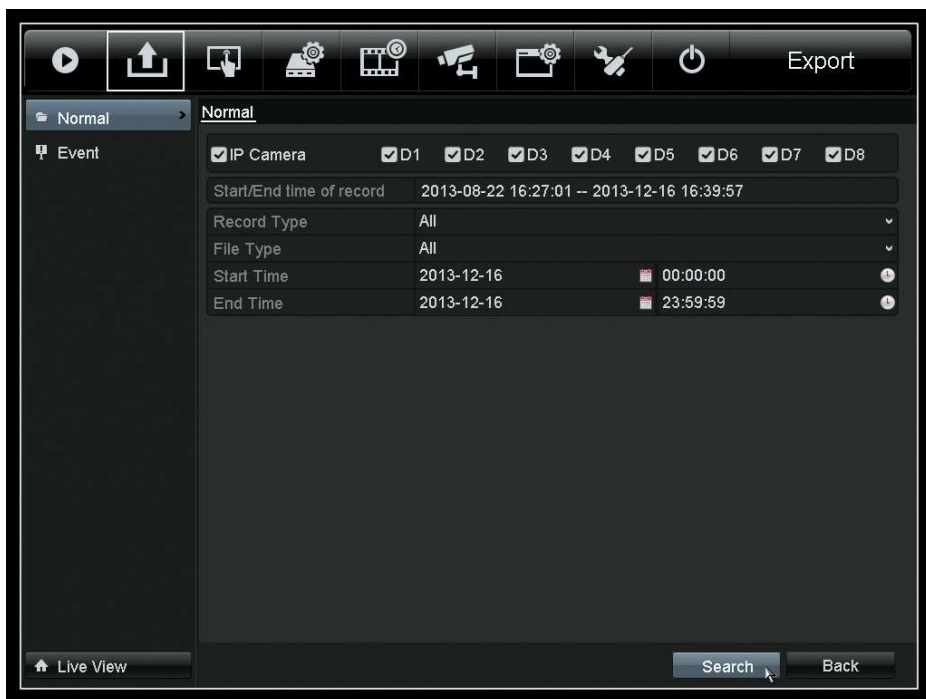 Export
Normal
Event
Normal
IP Camera D1 D2 D3 D4 D5 D6 D7 D8
Start/End time of record 2013-08-22 16:27:01 -- 2013-12-16 16:39:57
Record Type All
File Type All
Start Time 2013-12-16 00:00:00
End Time 2013-12-16 23:59:59
Live View
Search Back